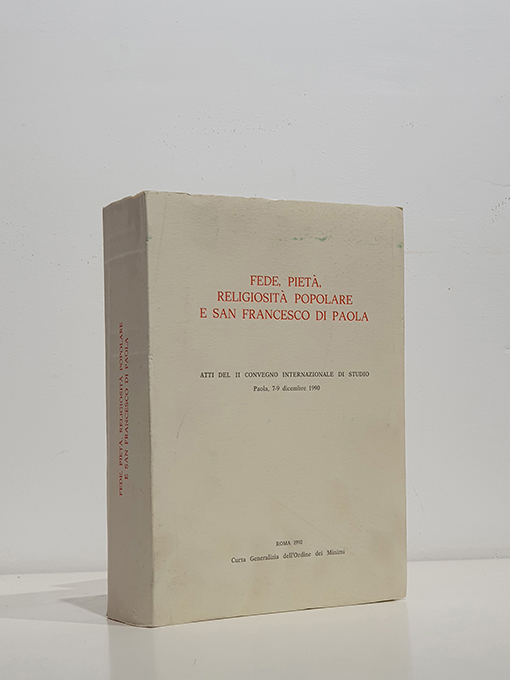 FEDE, PIETÀ,
RELIGIOSITÀ POPOLARE
E SAN FRANCESCO DI PAOLA
ATTI DEL II CONVEGNO INTERNAZIONALE DI STUDIO
Paola, 7-9 dicembre 1990
ROMA 1992
Curia Generalizia dell'Ordine dei Minimi
FEDE, PIETÀ, RELIGIOSITÀ POPOLARE
E SAN FRANCESCO DI PAOLA